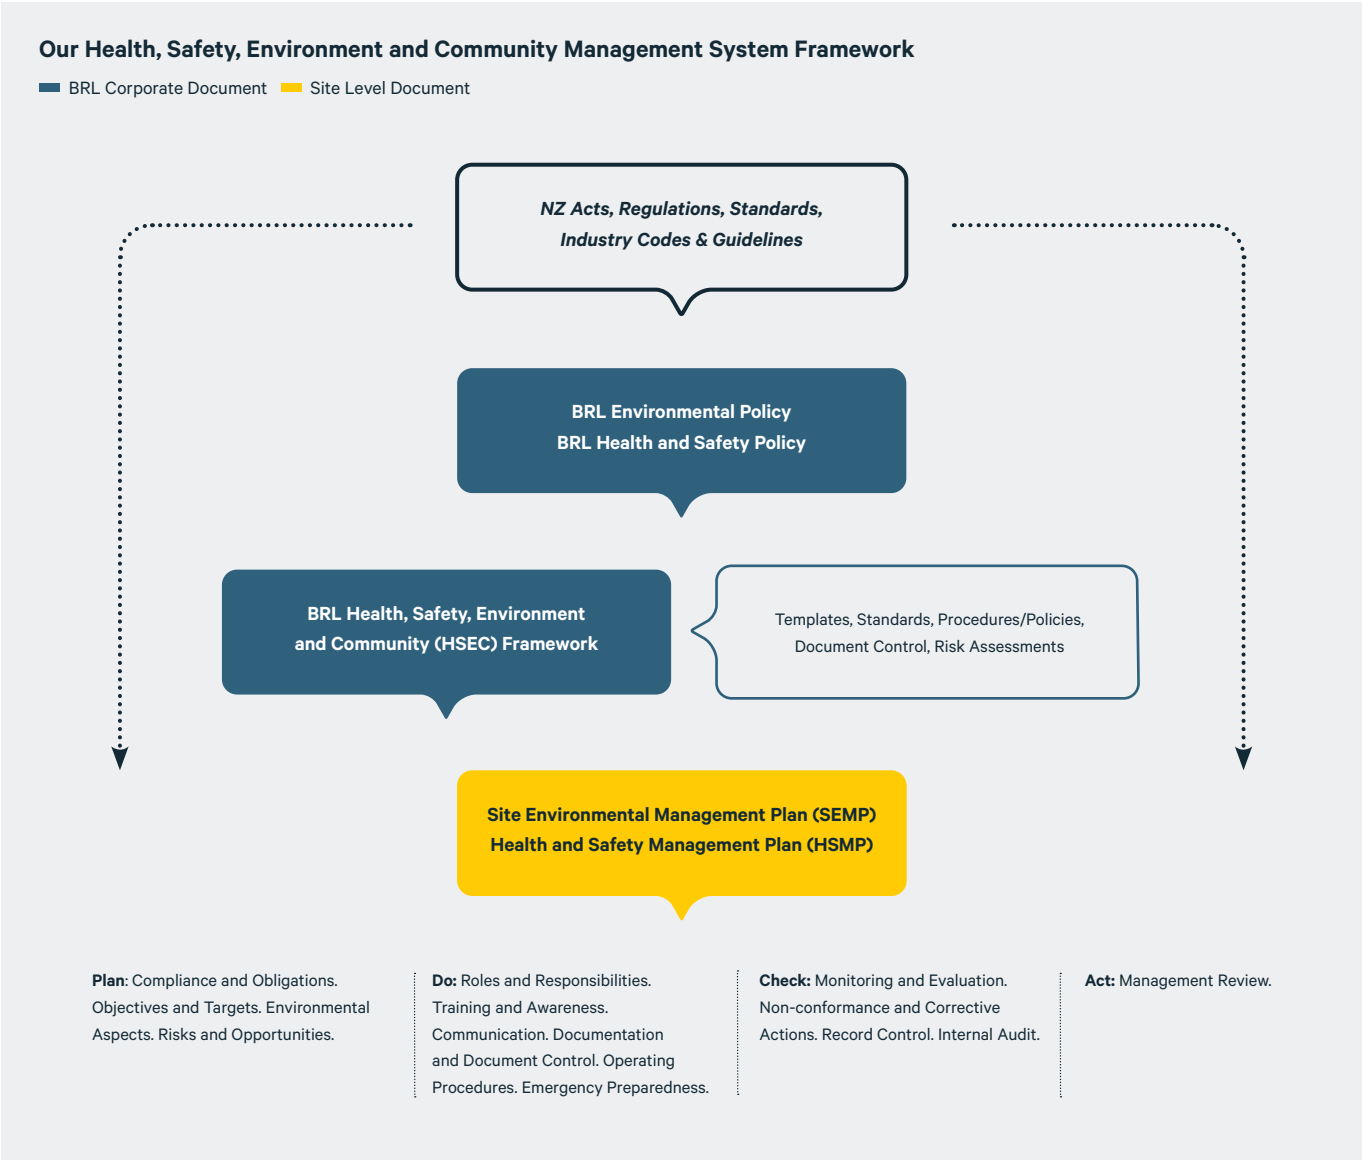 Our Health, Safety, Environment and Community Management System Framework
BRL Corporate Document Site Level Document
NZ Acts, Regulations, Standards,
Industry Codes & Guidelines
BRL Environmental Policy
BRL Health and Safety Policy
BRL Health, Safety, Environment
and Community (HSEC) Framework
Templates, Standards, Procedures/Policies,
Document Control, Risk Assessments
Site Environmental Management Plan (SEMP)
Health and Safety Management Plan (HSMP)
Plan: Compliance and Obligations.
Objectives and Targets. Environmental
Aspects. Risks and Opportunities.
Do: Roles and Responsibilities.
Training and Awareness.
Communication. Documentation
and Document Control. Operating
Procedures. Emergency Preparedness.
Check: Monitoring and Evaluation.
Non-conformance and Corrective
Actions. Record Control. Internal Audit.
Act: Management Review.